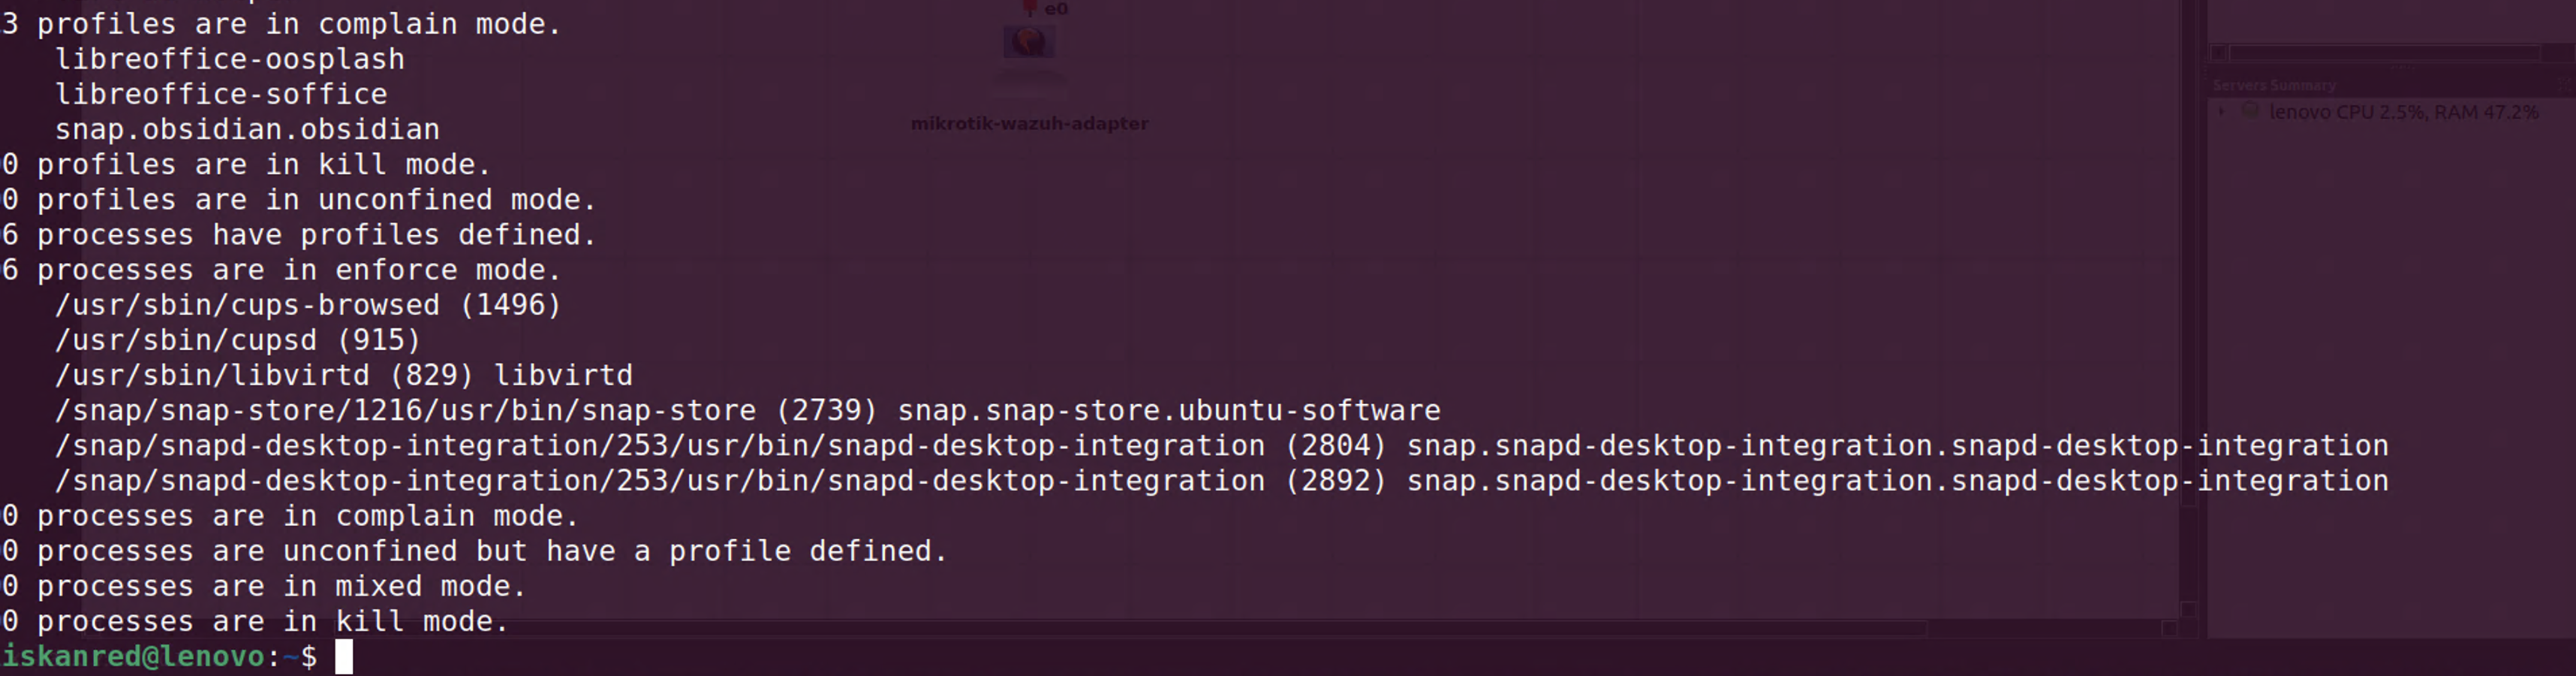 3 profiles are in complain mode.
libreoffice-oosplash
libreoffice-soffice
snap.obsidian.obsidian
0 profiles are in kill mode.
0 profiles are in unconfined mode.
6 processes have profiles defined.
6 processes are in enforce mode.
/usr/sbin/cups-browsed (1496)
/usr/sbin/cupsd (915)
/usr/sbin/libvirtd (829) libvirtd
/snap/snap-store/1216/usr/bin/snap-store (2739) snap.snap-store.ubuntu-software
/snap/snapd-desktop-integration/253/usr/bin/snapd-desktop-integration (2804) snap.snapd-desktop-integration.snapd-desktop-integration
/snap/snapd-desktop-integration/253/usr/bin/snapd-desktop-integration (2892) snap.snapd-desktop-integration.snapd-desktop-integration
0 processes are in complain mode.
0 processes are unconfined but have a profile defined.
0 processes are in mixed mode.
0 processes are in kill mode.
iskanred@lenovo:~$
e0
mikrotik-wazuh-adapter
Servers Summary
lenovo CPU 2.5%, RAM 47.2%